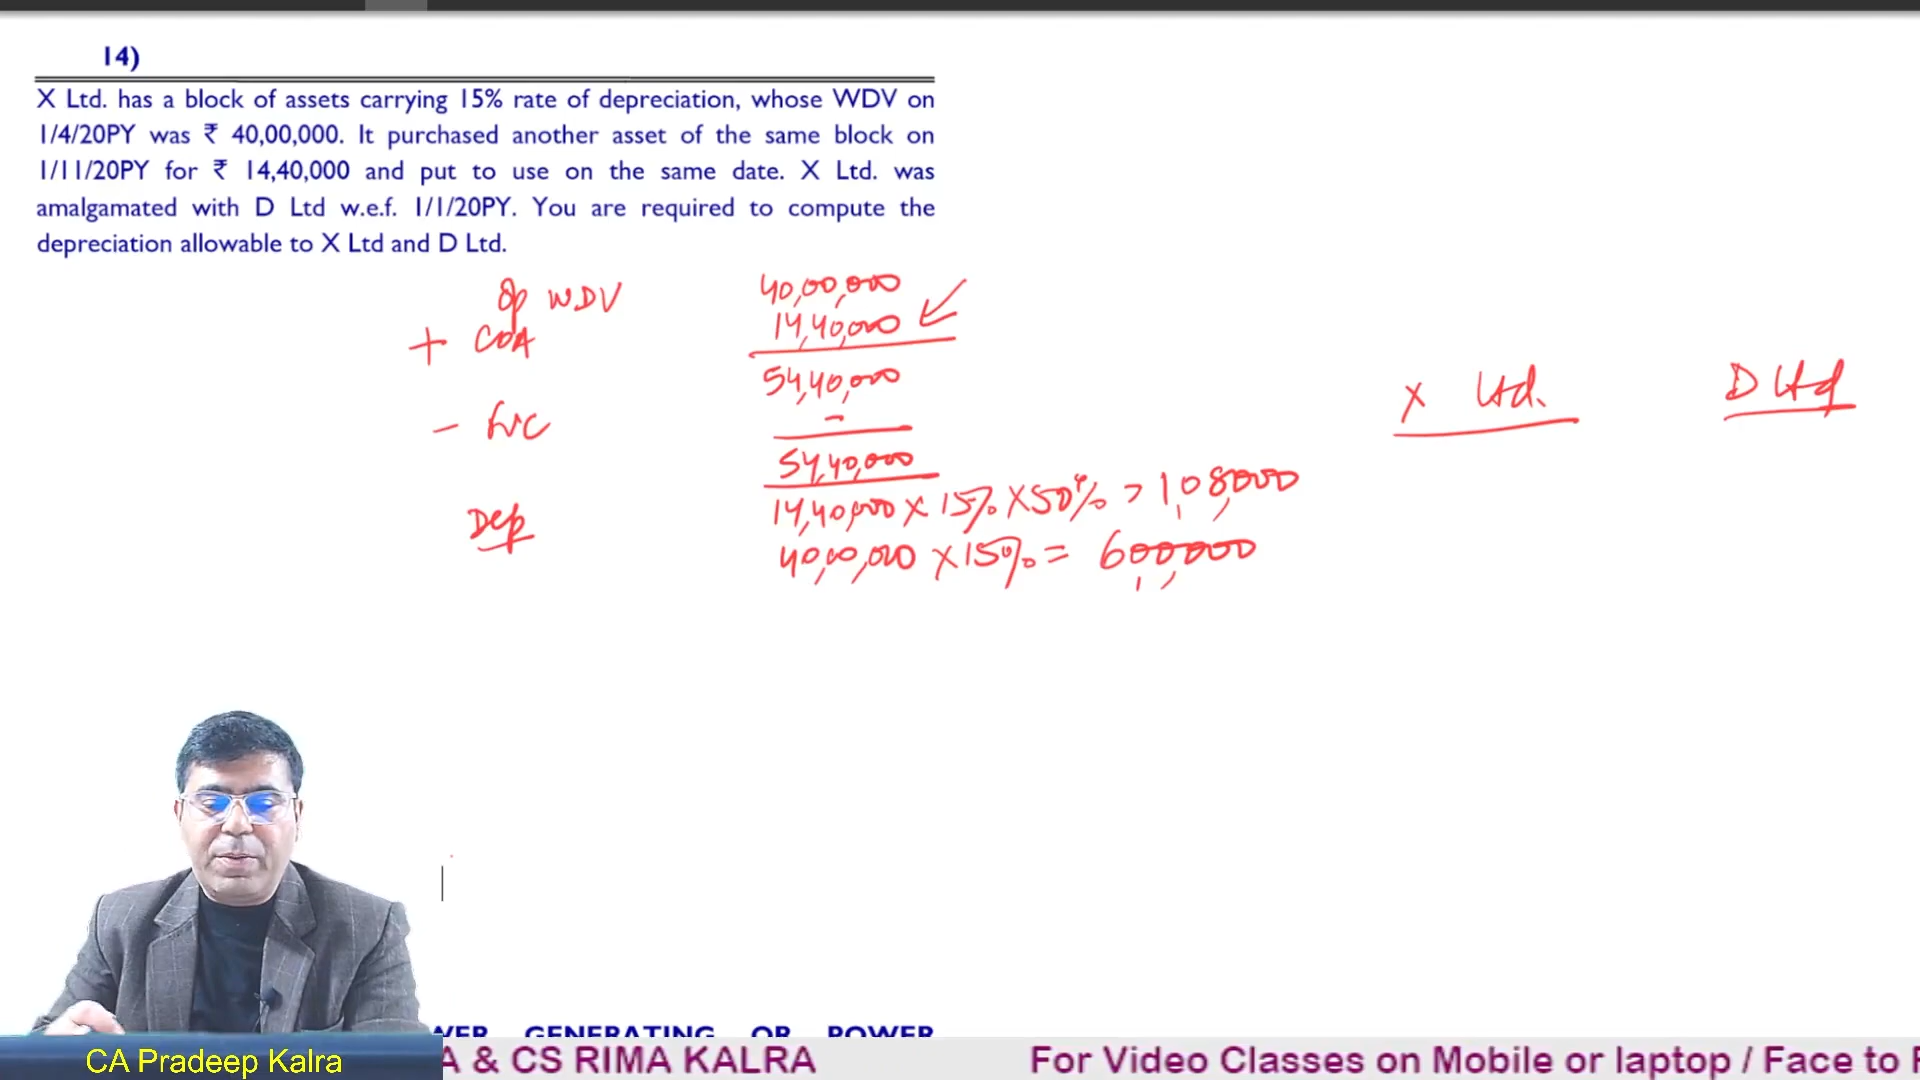 14)
X Ltd. has a block of assets carrying 15% rate of depreciation, whose WDV on
1/4/20PY was ₹ 40,00,000. It purchased another asset of the same block on
1/11/20PY for ₹ 14,40,000 and put to use on the same date. X Ltd. was
amalgamated with D Ltd w.e.f. 1/1/20PY. You are required to compute the
depreciation allowable to X Ltd and D Ltd.
Op WDV 40,00,000
+ COA 14,40,000
54,40,000
X Ltd. D Ltd
- -
54,40,000
Dep 14,40,000 x 15% x 50% = 1,08,000
40,00,000 x 15% = 6,00,000
GENERATING OR POWER
CA Pradeep Kalra
A & CS RIMA KALRA For Video Classes on Mobile or laptop / Face to